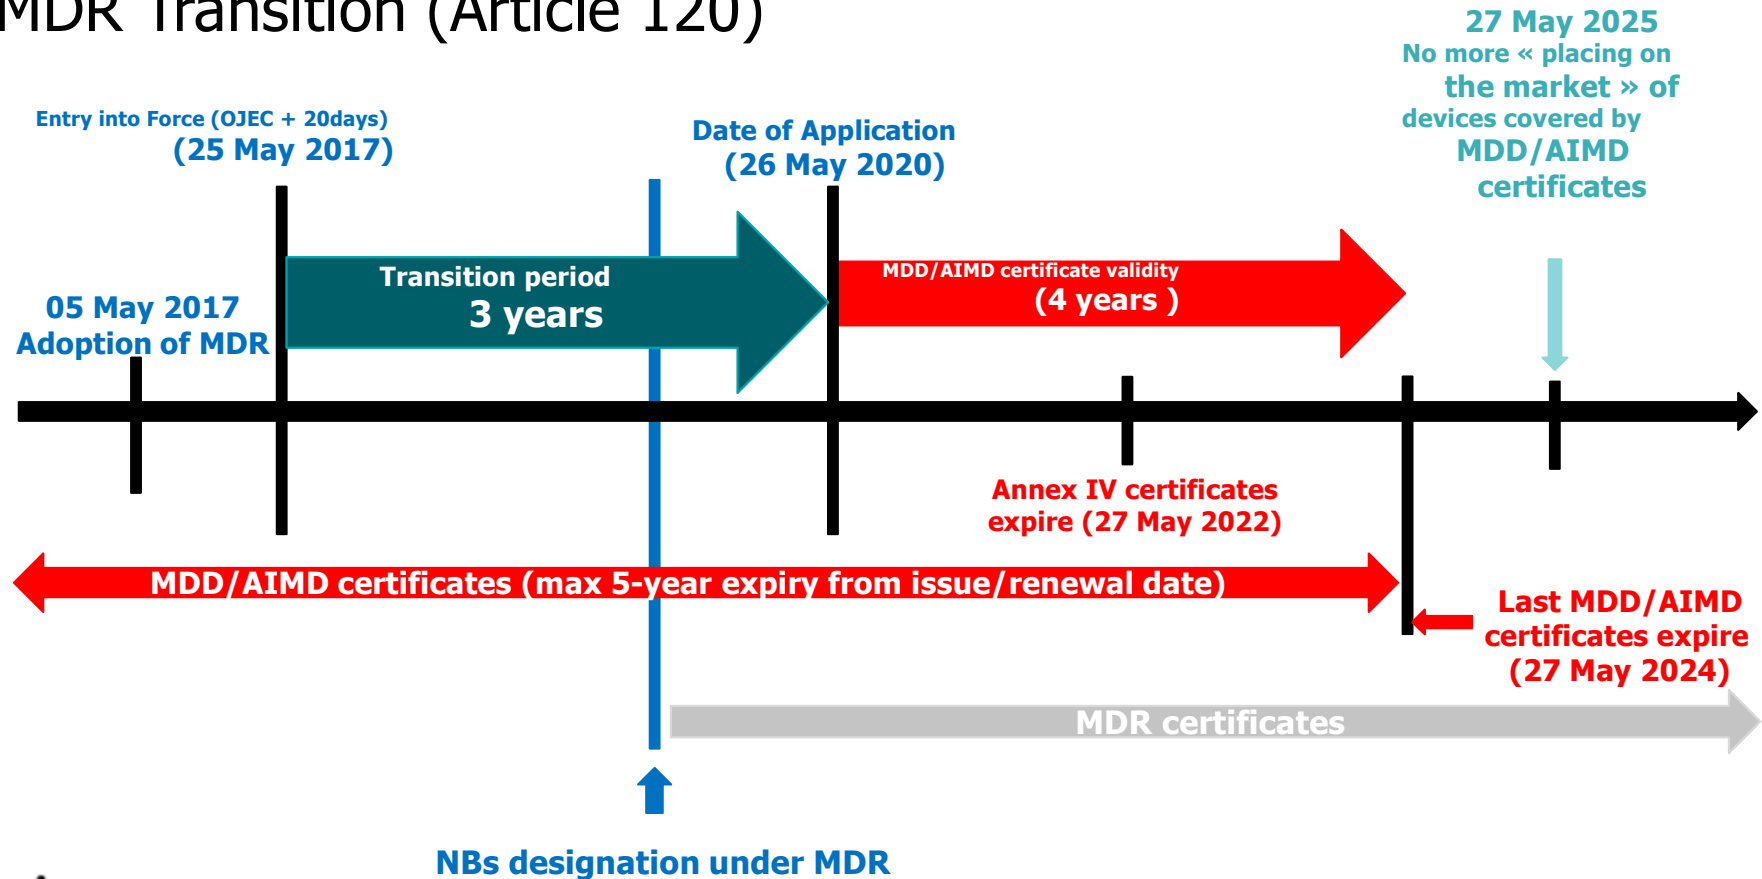 MDR Transition (Article 120)
27 May 2025
No more « placing on
the market » of
devices covered by
MDD/AIMD
certificates
Entry into Force (OJEC + 20days)
(25 May 2017)
Date of Application
(26 May 2020)
Transition period
3 years
MDD/AIMD certificate validity
(4 years )
05 May 2017
Adoption of MDR
Annex IV certificates
expire (27 May 2022)
MDD/AIMD certificates (max 5-year expiry from issue/renewal date)
Last MDD/AIMD
certificates expire
(27 May 2024)
MDR certificates
NBs designation under MDR